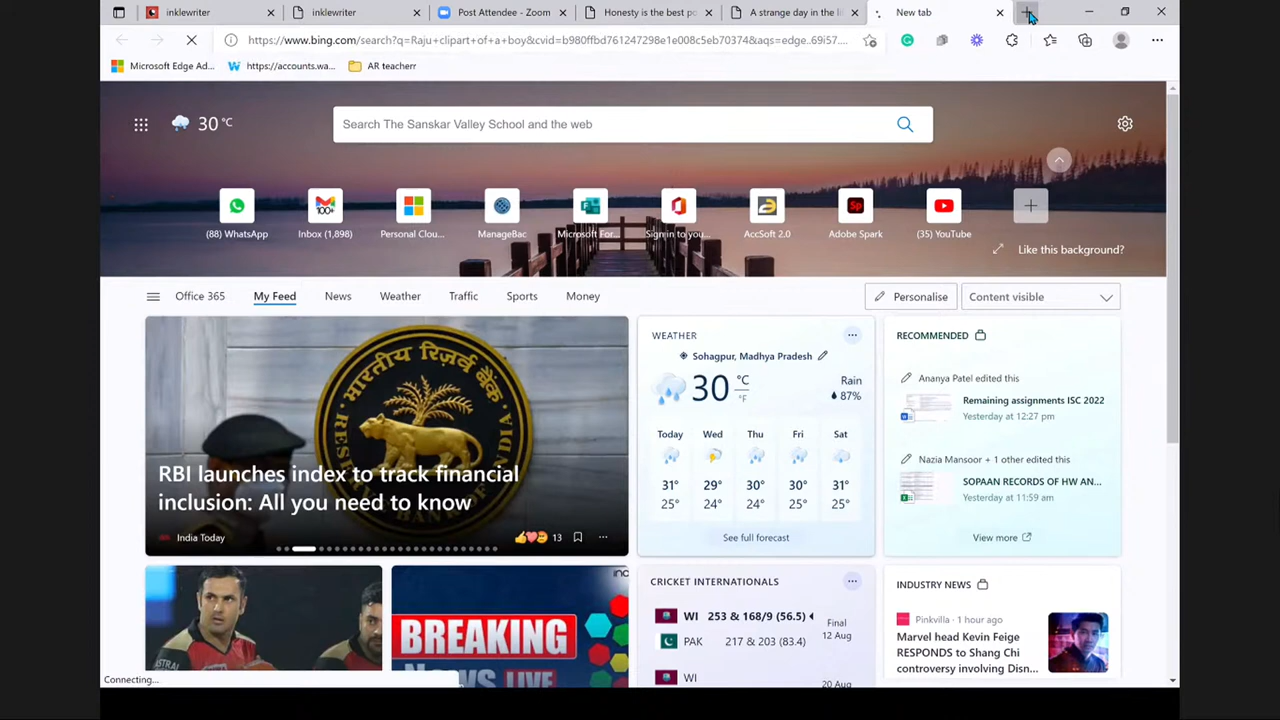 inklewriter
inklewriter
Post Attendee - Zoom
Honesty is the best po
A strange day in the li
New tab
https://www.bing.com/search?q=Raju+clipart+of+a+boy&cvid=b980ffbd761247298e1e008c5eb70374&aqs=edge..69i57....
Microsoft Edge Ad...
https://accounts.wa...
AR teacherr
30 °C
Search The Sanskar Valley School and the web
(88) WhatsApp
Inbox (1,898)
Personal Clou...
ManageBac
Microsoft For...
Sign in to you...
AccSoft 2.0
Adobe Spark
(35) YouTube
Like this background?
Office 365
My Feed
News
Weather
Traffic
Sports
Money
Personalise
Content visible
भारतीय रिज़र्व बैंक
RBI launches index to track financial
inclusion: All you need to know
India Today
13
WEATHER
Sohagpur, Madhya Pradesh
30 °C
°F
Rain
87%
Today Wed Thu Fri Sat
31° 29° 30° 30° 31°
25° 24° 24° 25° 25°
See full forecast
RECOMMENDED
Ananya Patel edited this
Remaining assignments ISC 2022
Yesterday at 12:27 pm
Nazia Mansoor + 1 other edited this
SOPAAN RECORDS OF HW AN...
Yesterday at 11:59 am
View more
BREAKING
NEWS LIVE
CRICKET INTERNATIONALS
WI 253 & 168/9 (56.5)
PAK 217 & 203 (83.4)
Final
12 Aug
WI
20 Aug
INDUSTRY NEWS
Pinkvilla · 1 hour ago
Marvel head Kevin Feige
RESPONDS to Shang Chi
controversy involving Disn...
Connecting...